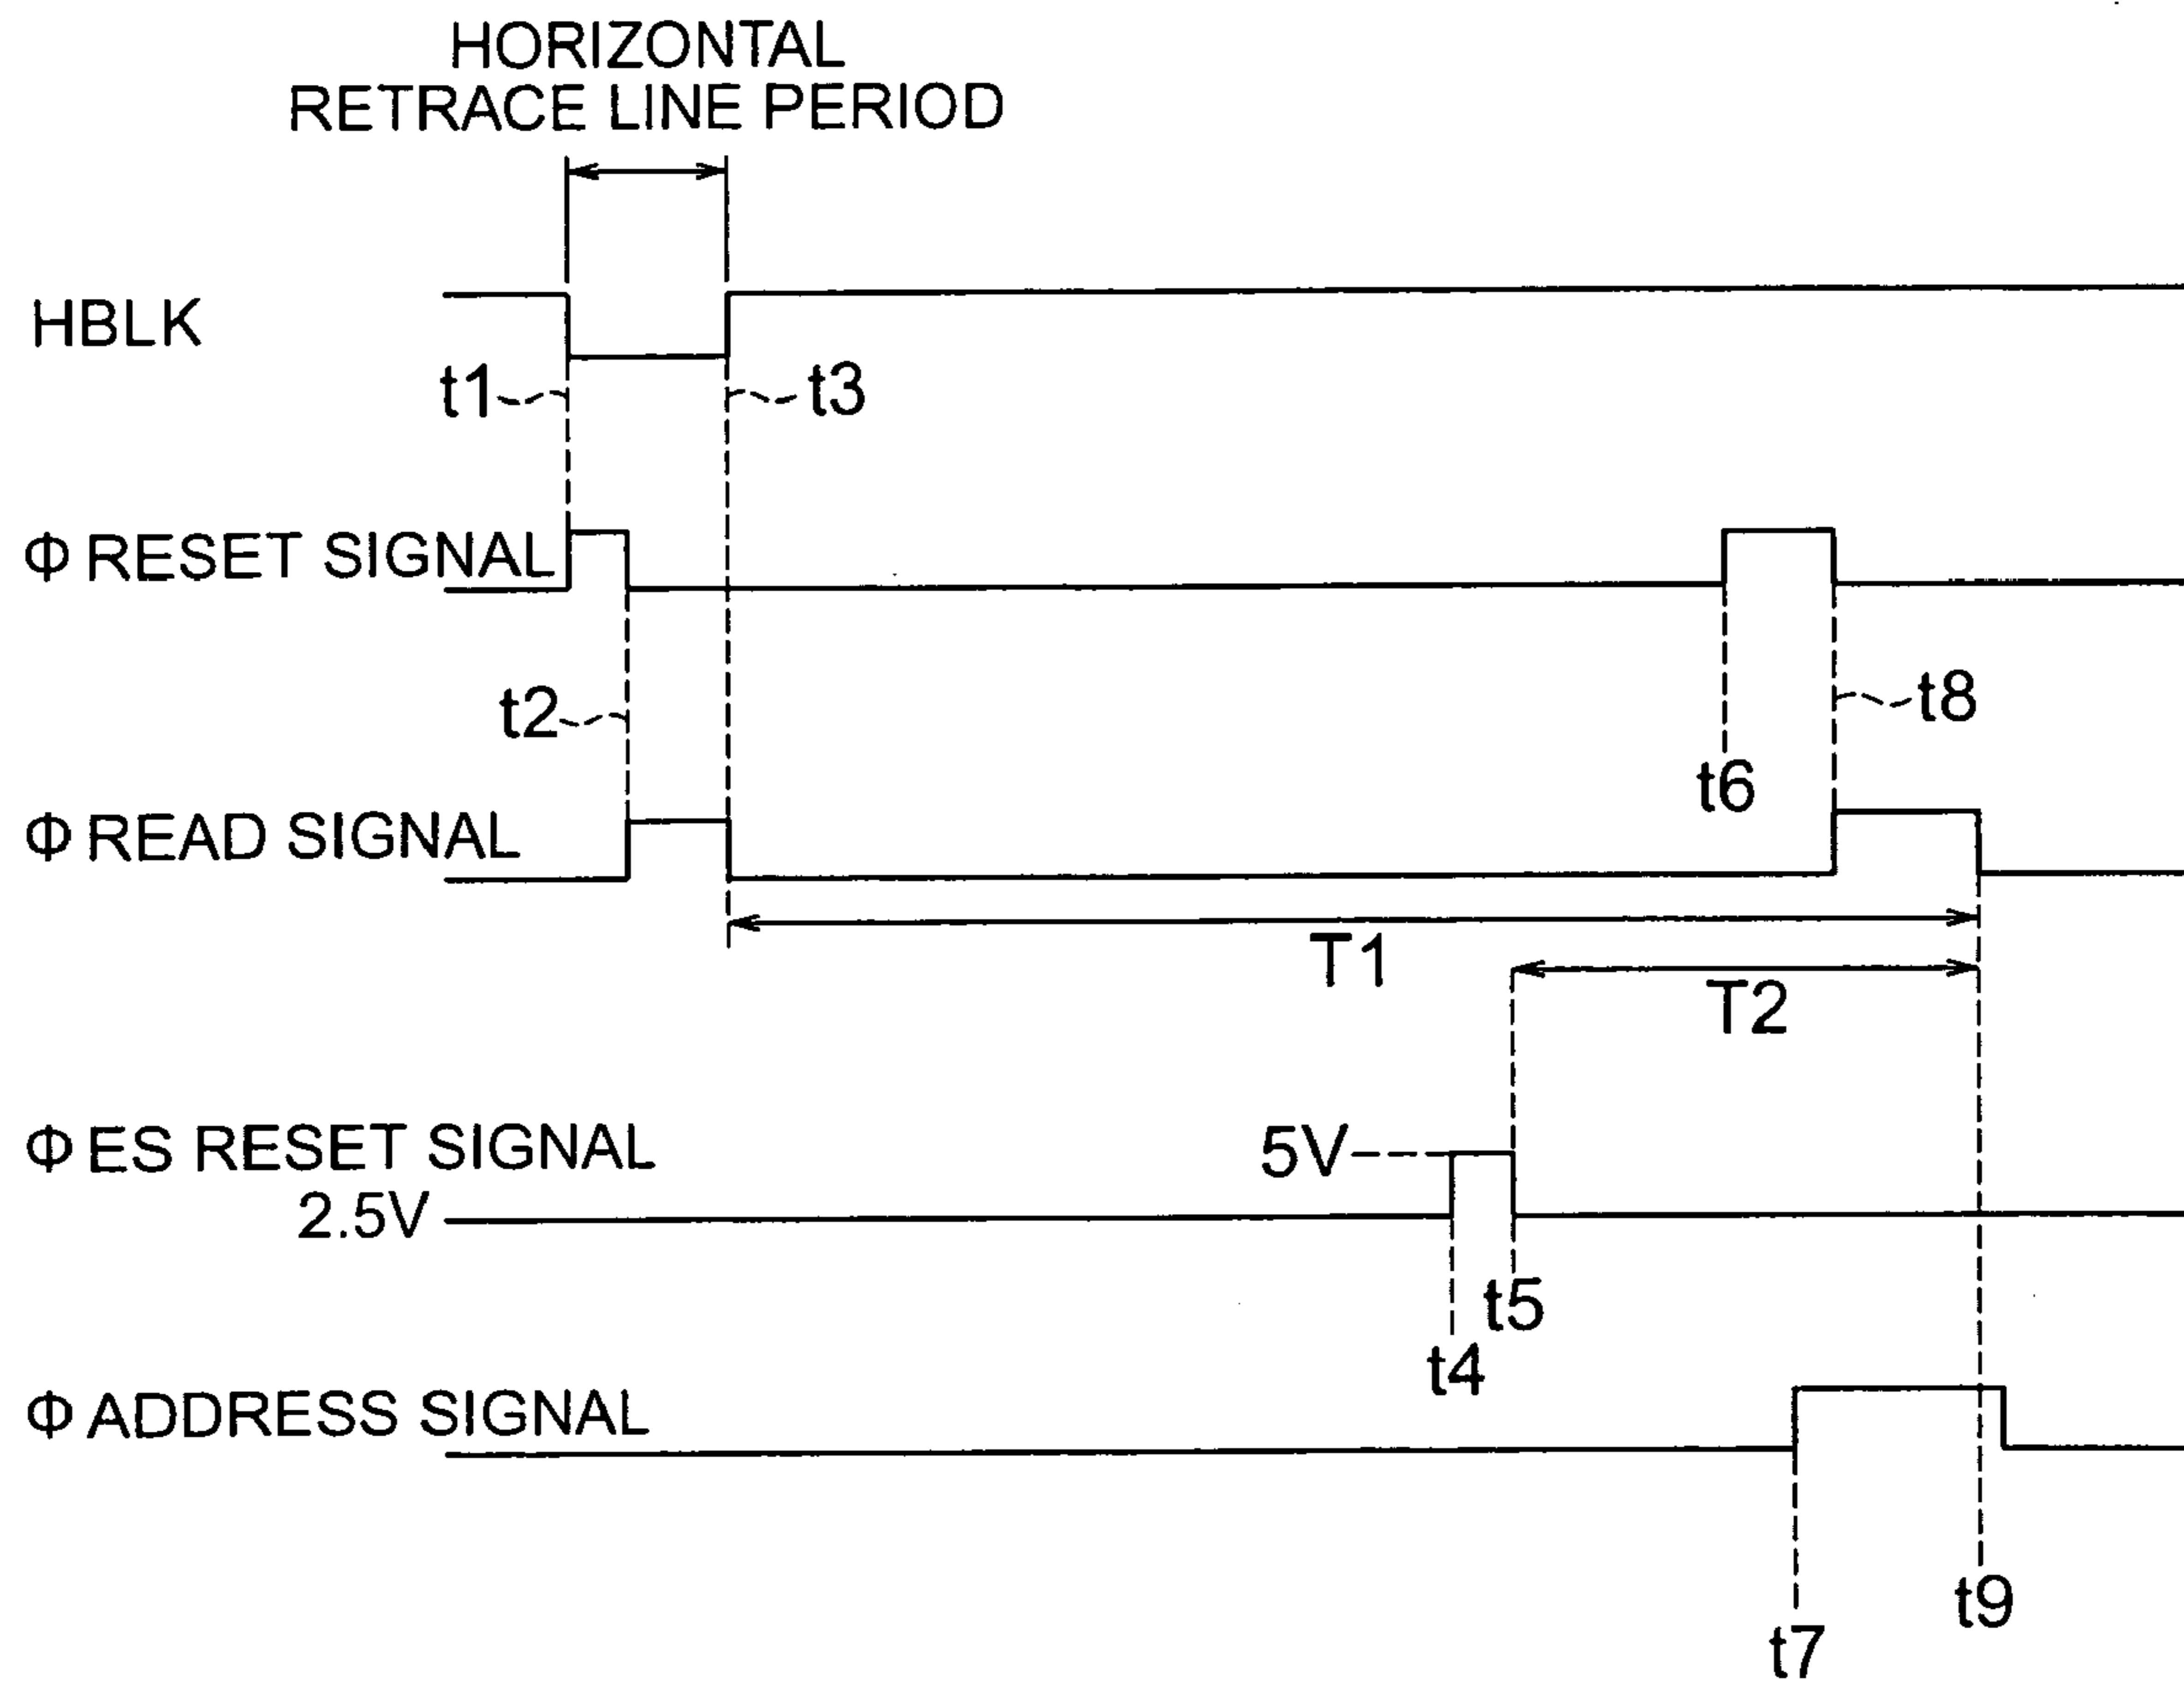 HORIZONTAL
RETRACE LINE PERIOD
HBLK
t1
t3
Φ RESET SIGNAL
t2
t8
t6
Φ READ SIGNAL
T1
T2
Φ ES RESET SIGNAL
5V
2.5V
t5
t4
Φ ADDRESS SIGNAL
t9
t7